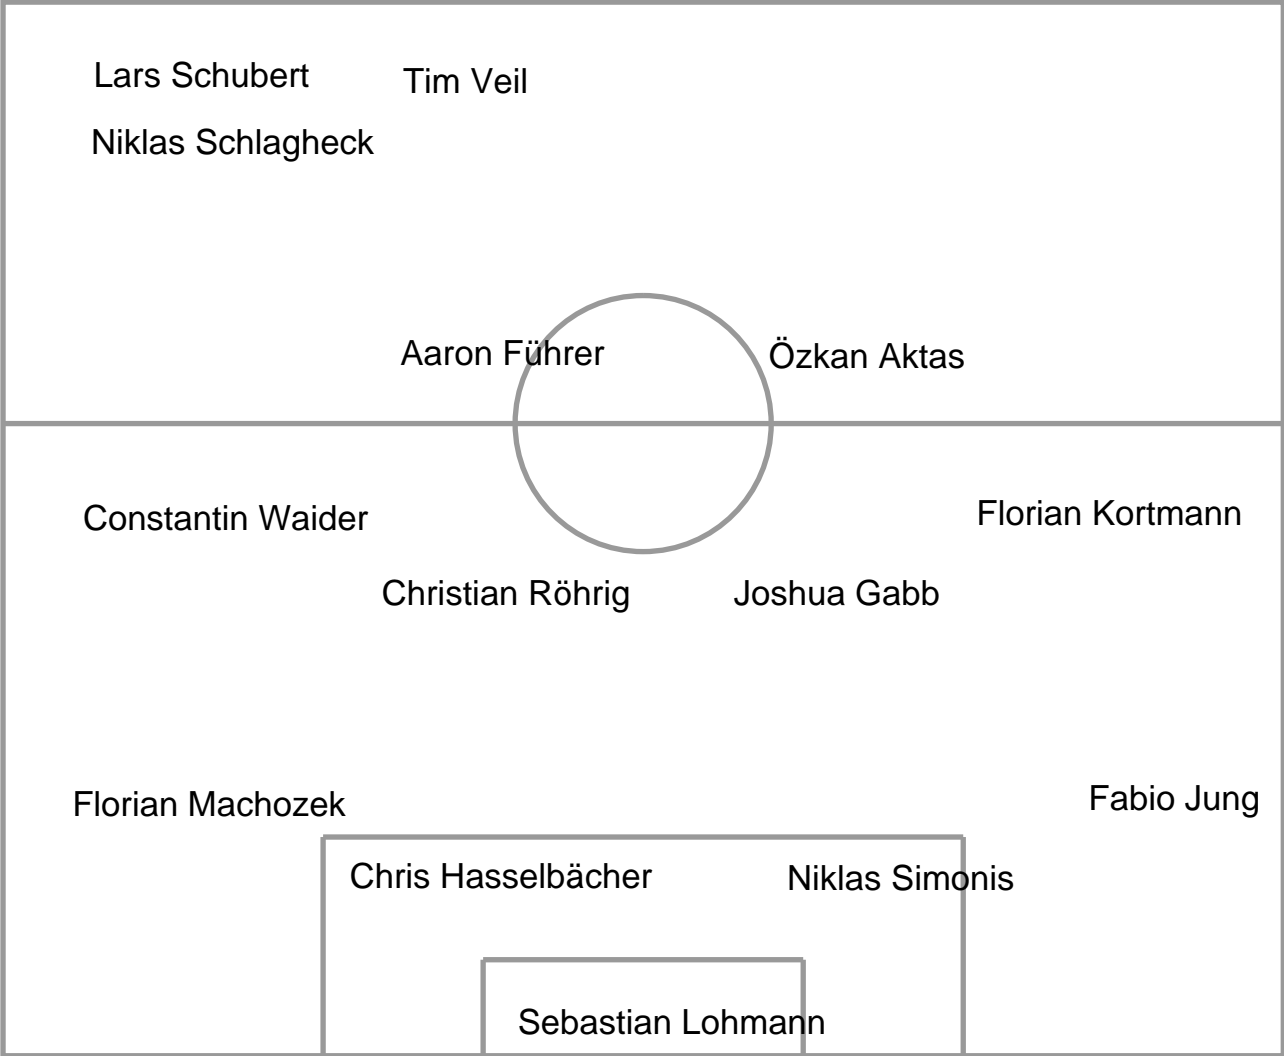 Lars Schubert
Tim Veil
Niklas Schlagheck
Aaron Führer
Özkan Aktas
Constantin Waider
Florian Kortmann
Christian Röhrig
Joshua Gabb
Florian Machozek
Fabio Jung
Chris Hasselbächer
Niklas Simonis
Sebastian Lohmann